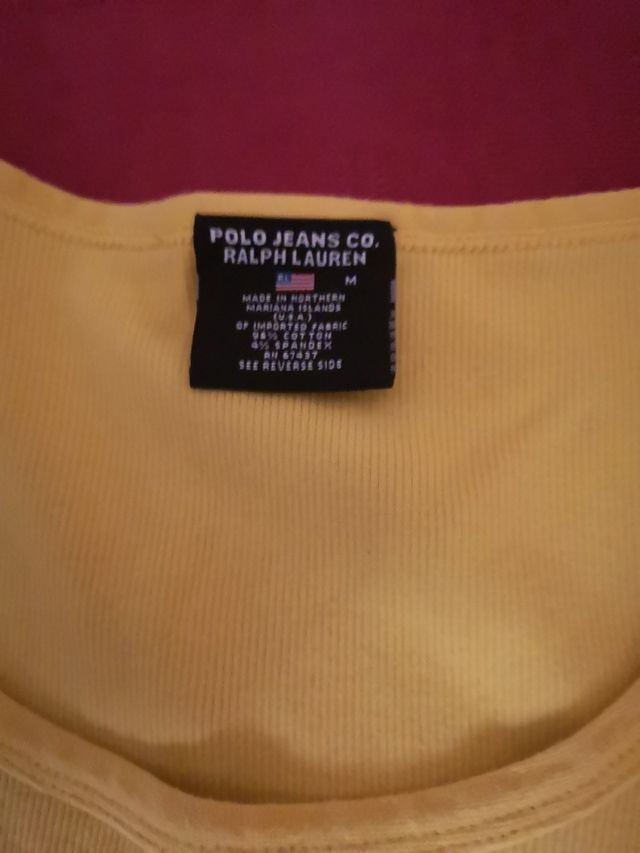 POLO JEANS CO.
RALPH LAUREN
RL M
MADE IN NORTHERN
MARIANA ISLANDS
(U.S.A.)
OF IMPORTED FABRIC
96% COTTON
4% SPANDEX
RN 67437
SEE REVERSE SIDE